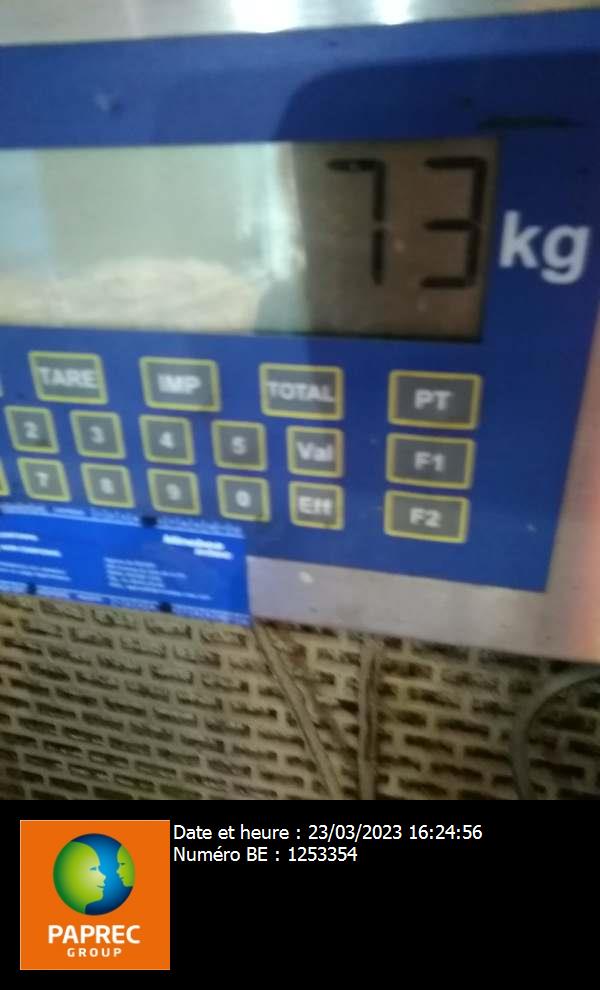 73 kg
TARE IMP TOTAL PT
2 3 4 5 Val F1
7 8 9 0 Eff F2
Date et heure : 23/03/2023 16:24:56
Numéro BE : 1253354
PAPREC
GROUP